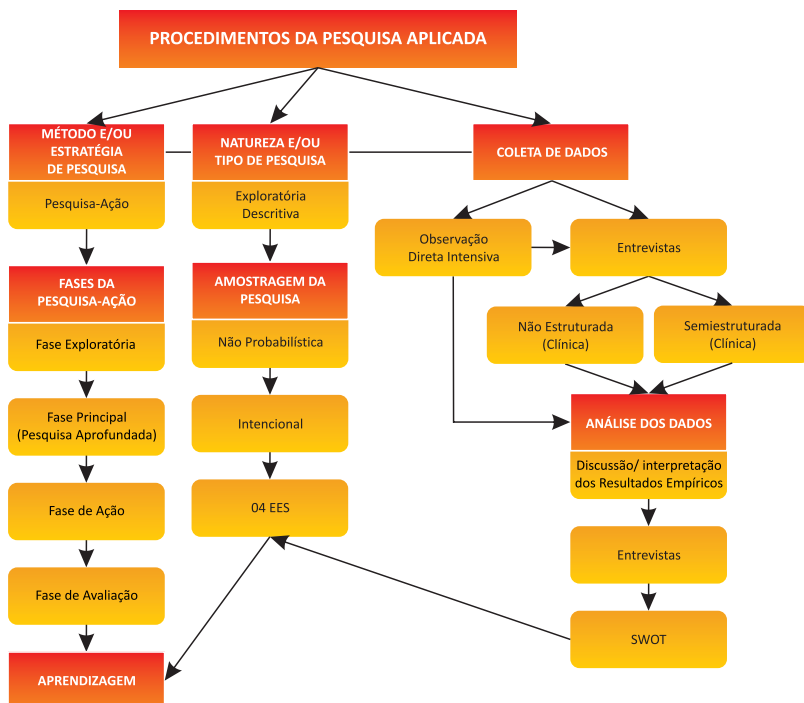 PROCEDIMENTOS DA PESQUISA APLICADA
MÉTODO E/OU
ESTRATÉGIA
DE PESQUISA
Pesquisa-Ação
FASES DA
PESQUISA-AÇÃO
Fase Exploratória
Fase Principal
(Pesquisa Aprofundada)
Fase de Ação
Fase de Avaliação
APRENDIZAGEM
NATUREZA E/OU
TIPO DE PESQUISA
Exploratória
Descritiva
AMOSTRAGEM DA
PESQUISA
Não Probabilística
Intencional
04 EES
COLETA DE DADOS
Observação
Direta Intensiva
Entrevistas
Não Estruturada
(Clínica)
Semiestruturada
(Clínica)
ANÁLISE DOS DADOS
Discussão/ interpretação
dos Resultados Empíricos
Entrevistas
SWOT